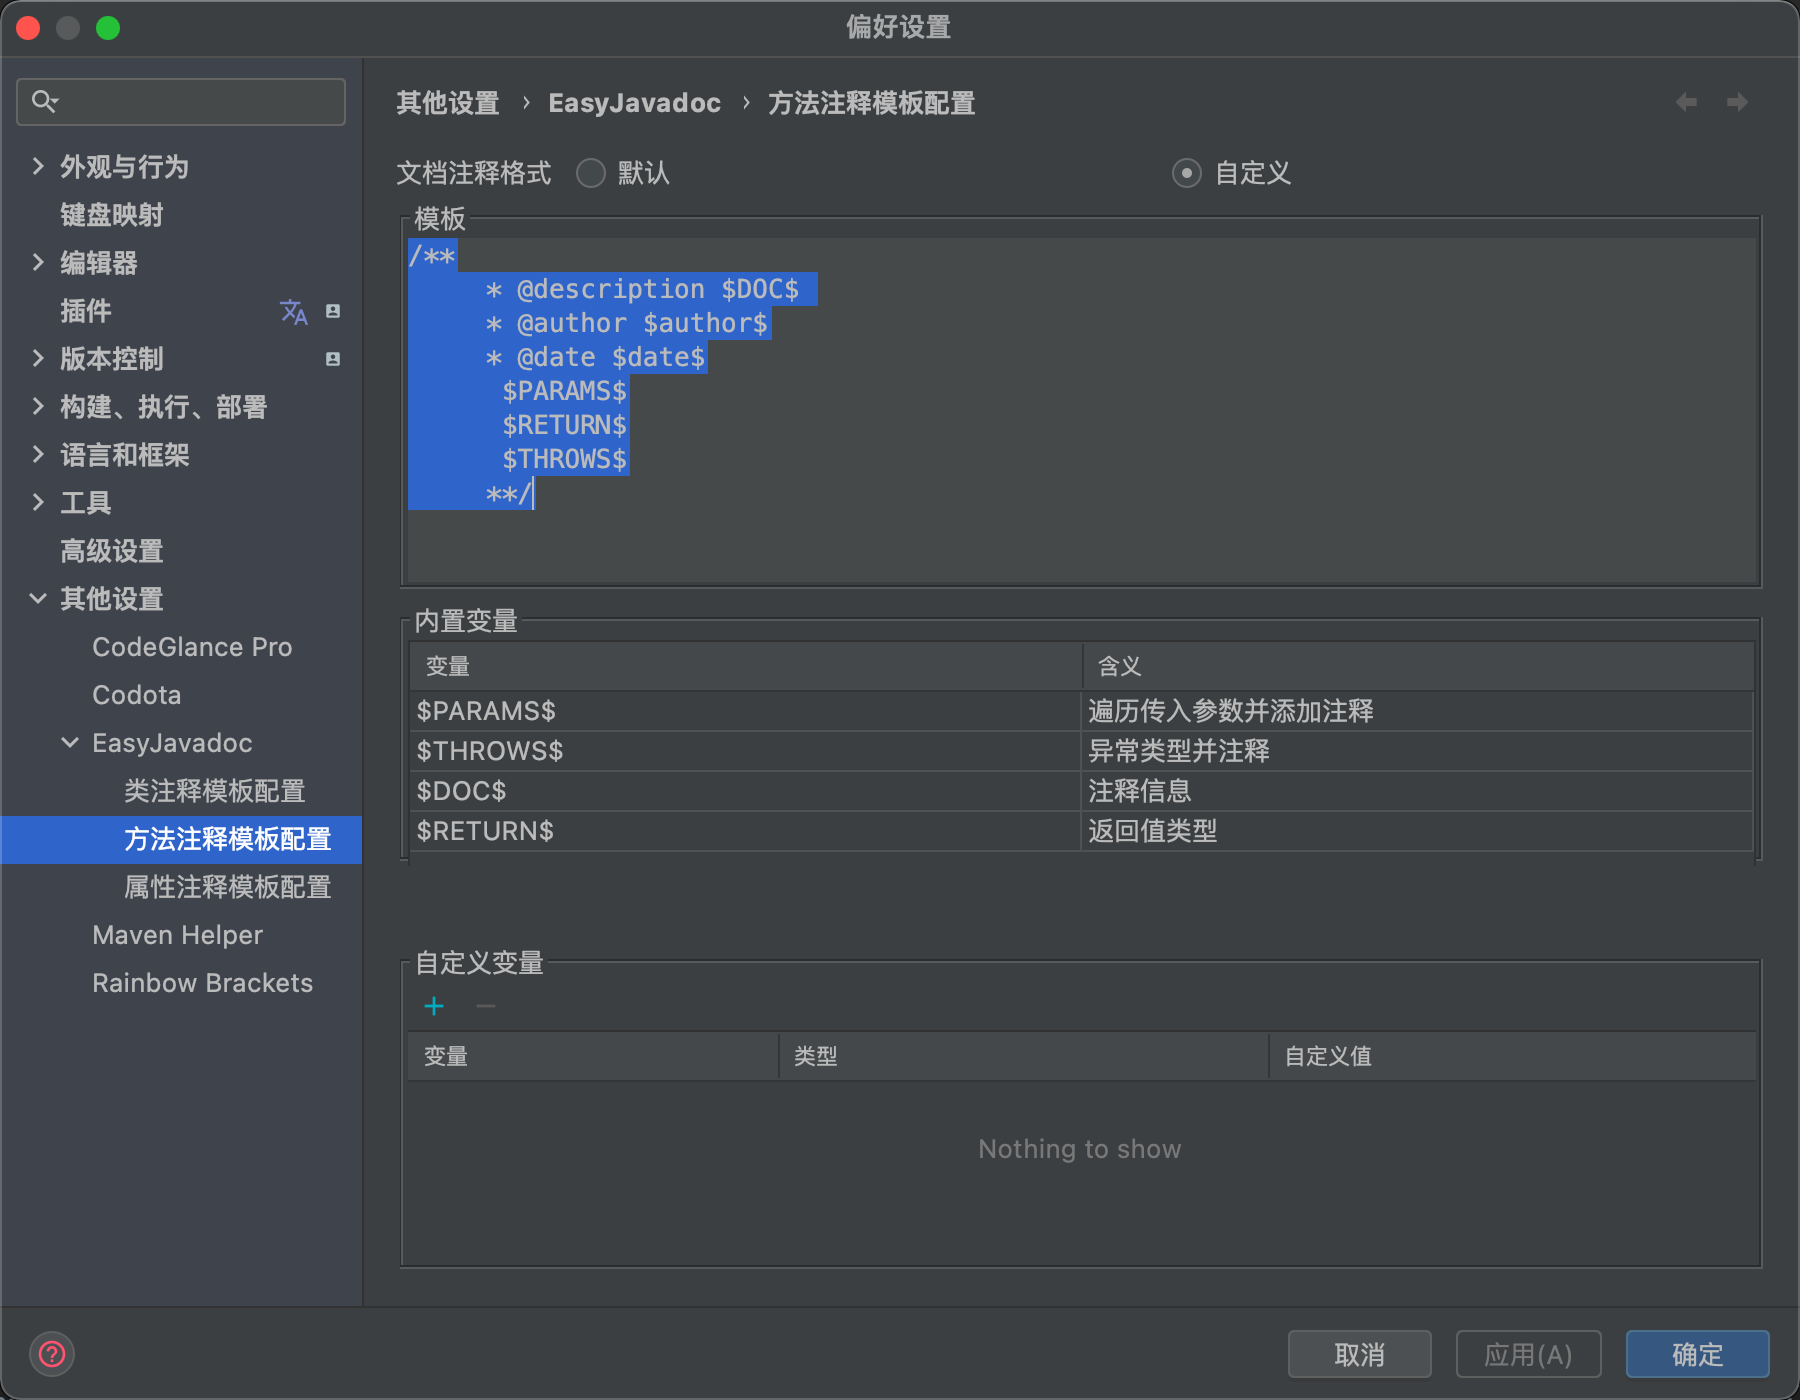 偏好设置
外观与行为
键盘映射
编辑器
插件
版本控制
构建、执行、部署
语言和框架
工具
高级设置
其他设置
CodeGlance Pro
Codota
EasyJavadoc
类注释模板配置
方法注释模板配置
属性注释模板配置
Maven Helper
Rainbow Brackets
其他设置 › EasyJavadoc › 方法注释模板配置
文档注释格式 默认 自定义
模板
/**
* @description $DOC$
* @author $author$
* @date $date$
$PARAMS$
$RETURN$
$THROWS$
**/
内置变量
变量 含义
$PARAMS$ 遍历传入参数并添加注释
$THROWS$ 异常类型并注释
$DOC$ 注释信息
$RETURN$ 返回值类型
自定义变量
变量 类型 自定义值
Nothing to show
取消 应用(A) 确定